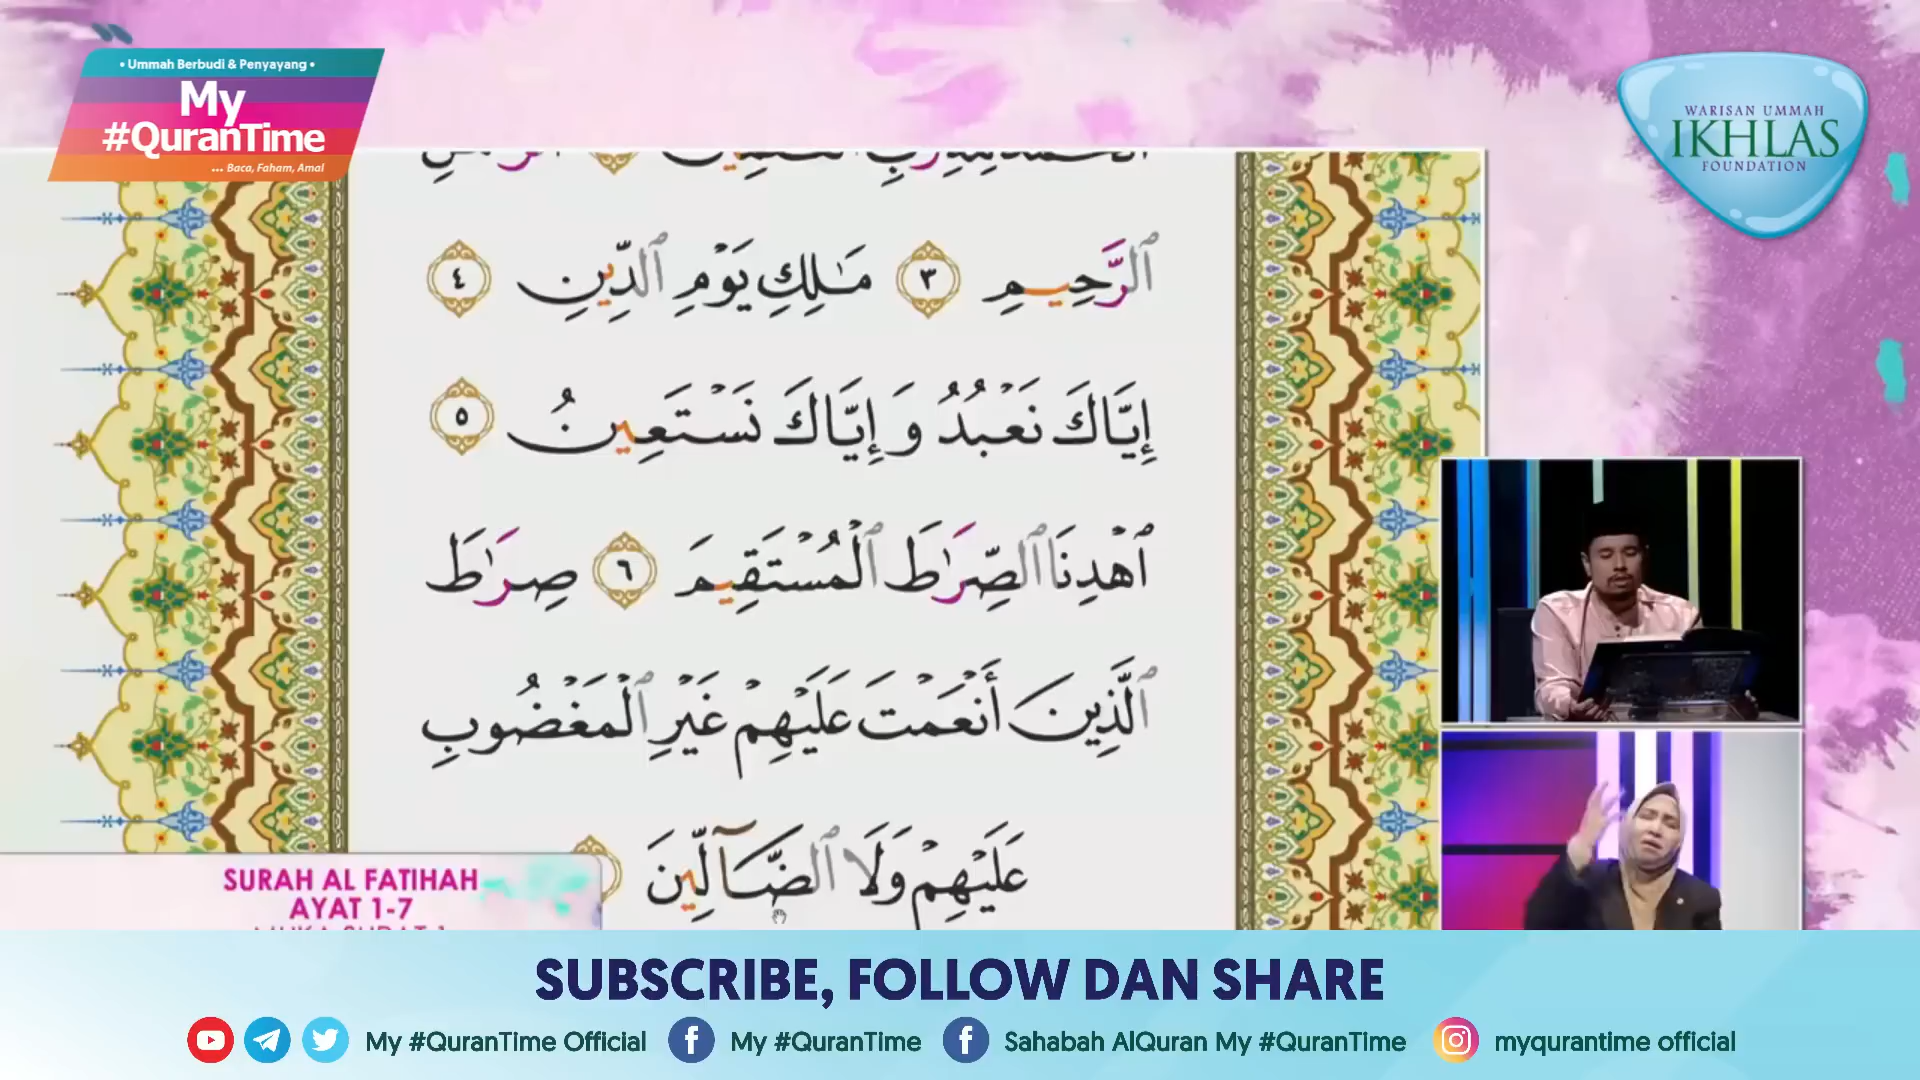 • Ummah Berbudi & Penyayang •
My
#QuranTime
... Baca, Faham, Amal
WARISAN UMMAH
IKHLAS
FOUNDATION
ٱلرَّحِيمِ ٣ مَـٰلِكِ يَوْمِ ٱلدِّينِ ٤
إِيَّاكَ نَعْبُدُ وَإِيَّاكَ نَسْتَعِينُ ٥
ٱهْدِنَا ٱلصِّرَٰطَ ٱلْمُسْتَقِيمَ ٦ صِرَٰطَ
ٱلَّذِينَ أَنْعَمْتَ عَلَيْهِمْ غَيْرِ ٱلْمَغْضُوبِ
عَلَيْهِمْ وَلَا ٱلضَّآلِّينَ
SURAH AL FATIHAH
AYAT 1-7
SUBSCRIBE, FOLLOW DAN SHARE
My #QuranTime Official My #QuranTime Sahabah AlQuran My #QuranTime myqurantime official